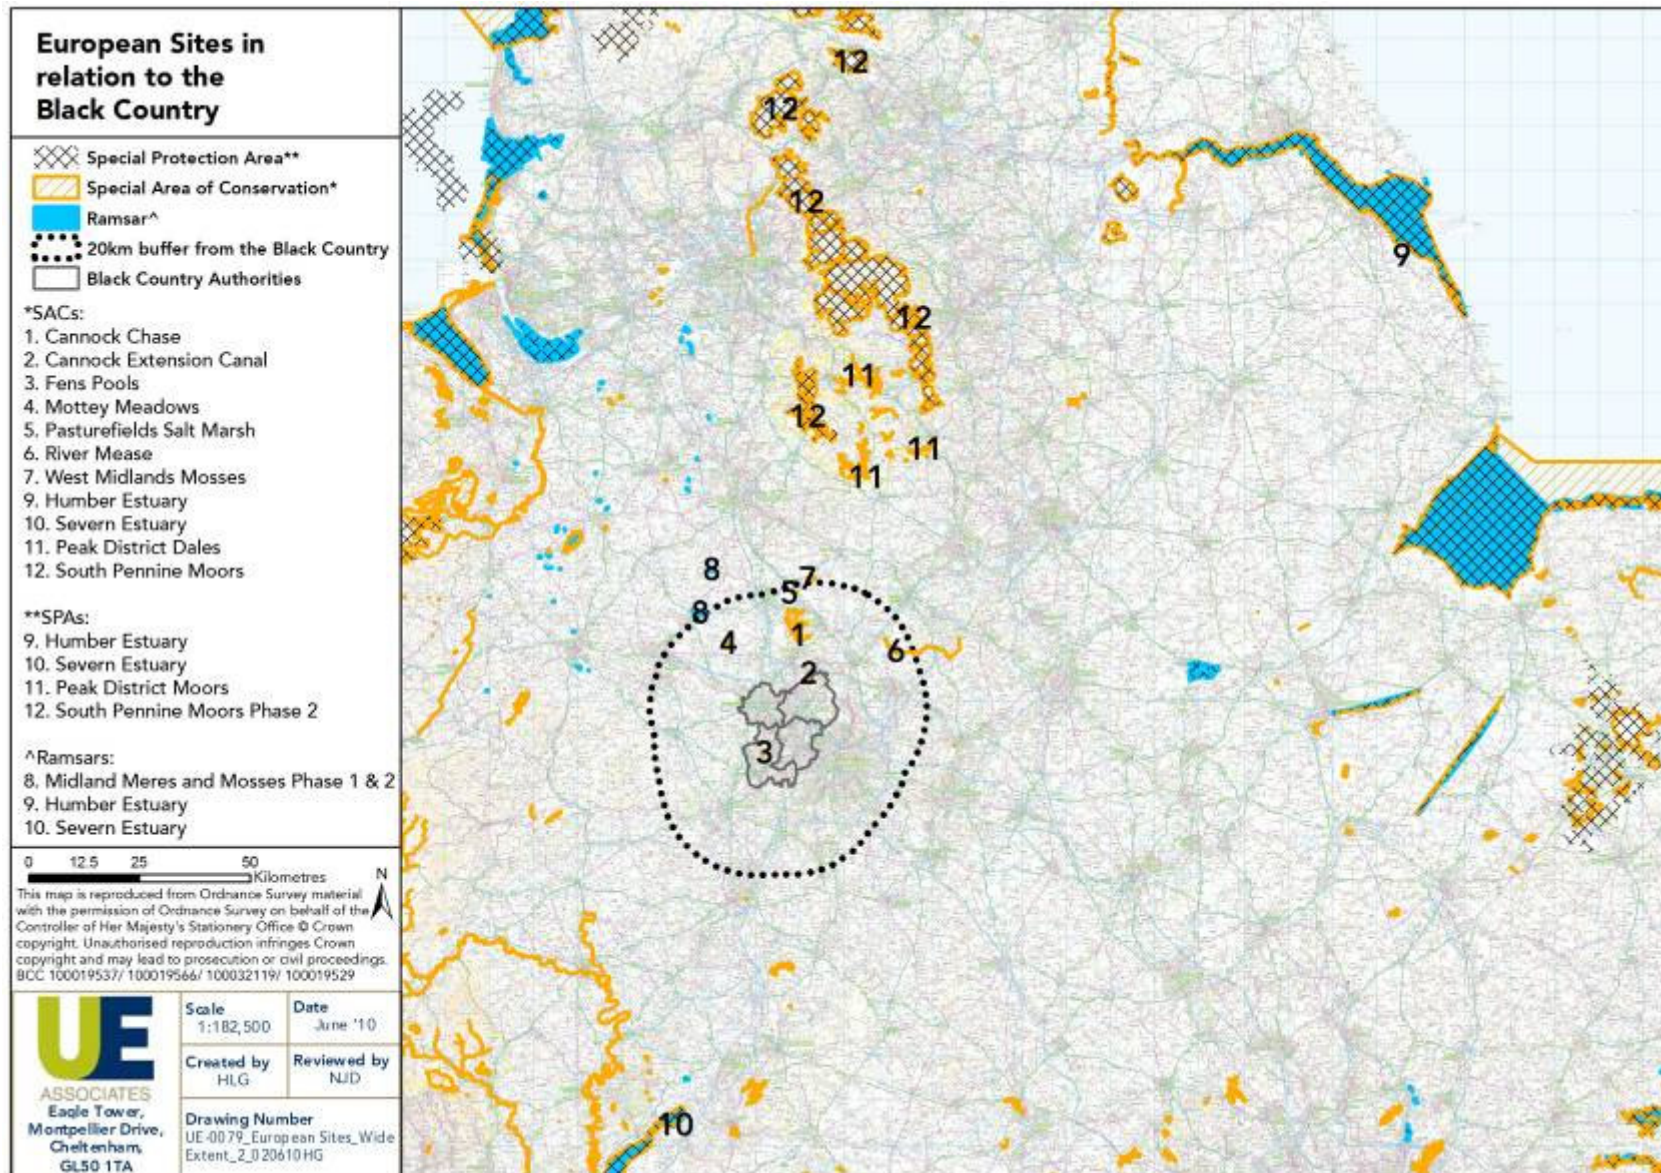 European Sites in
relation to the
Black Country
Special Protection Area**
Special Area of Conservation*
Ramsar^
20km buffer from the Black Country
Black Country Authorities
*SACs:
1. Cannock Chase
2. Cannock Extension Canal
3. Fens Pools
4. Mottey Meadows
5. Pasturefields Salt Marsh
6. River Mease
7. West Midlands Mosses
9. Humber Estuary
10. Severn Estuary
11. Peak District Dales
12. South Pennine Moors
**SPAs:
9. Humber Estuary
10. Severn Estuary
11. Peak District Moors
12. South Pennine Moors Phase 2
^Ramsars:
8. Midland Meres and Mosses Phase 1 & 2
9. Humber Estuary
10. Severn Estuary
0 12.5 25 50
Kilometres
N
This map is reproduced from Ordnance Survey material
with the permission of Ordnance Survey on behalf of the
Controller of Her Majesty's Stationery Office © Crown
copyright. Unauthorised reproduction infringes Crown
copyright and may lead to prosecution or civil proceedings.
BCC 100019537/ 100019566/ 100032119/ 100019529
UE
ASSOCIATES
Eagle Tower,
Montpellier Drive,
Cheltenham,
GL50 1TA
Scale
1:182,500
Date
June '10
Created by
HLG
Reviewed by
NJD
Drawing Number
UE-0079_European Sites_Wide
Extent_2_020610HG
12
12
12
9
12
11
12
11
11
8
7
5
8
1
4
6
2
3
10